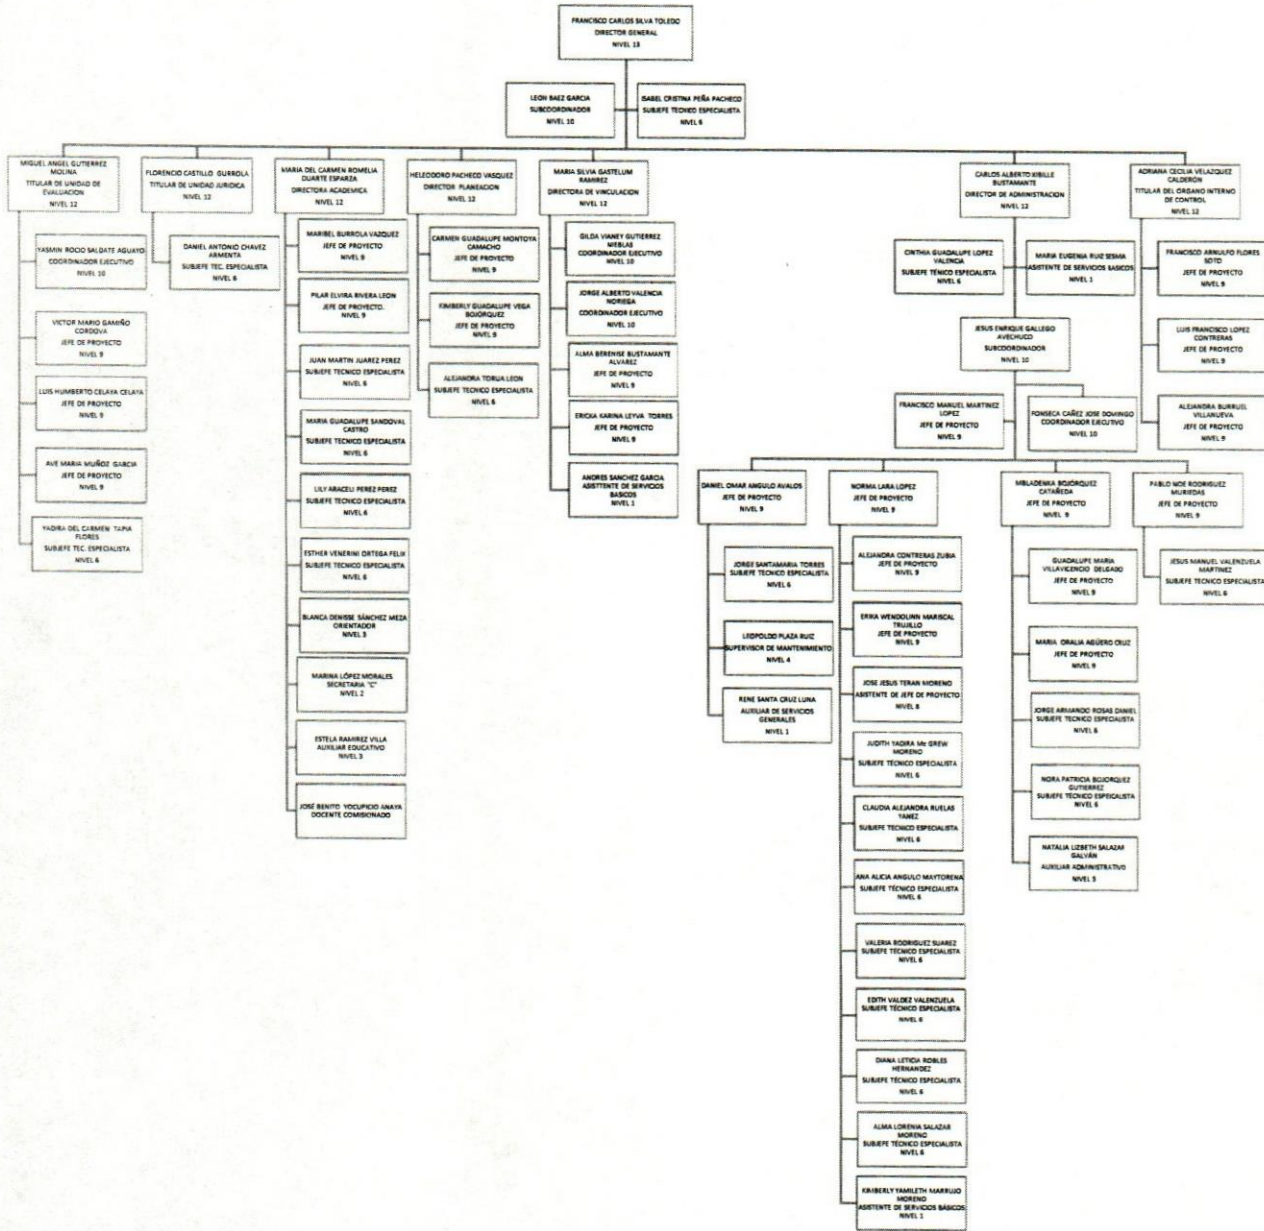 FRANCISCO CARLOS SILVA TOLEDO
DIRECTOR GENERAL
NIVEL 13
LEON BAEZ GARCIA
SUBCOORDINADOR
NIVEL 10
ISABEL CRISTINA PEÑA PACHECO
SUBJEFE TECNICO ESPECIALISTA
NIVEL 6
MIGUEL ANGEL GUTIERREZ
MOLINA
TITULAR DE UNIDAD DE
EVALUACION
NIVEL 12
YASMIN ROCIO SALDATE AGUAYO
COORDINADOR EJECUTIVO
NIVEL 10
VICTOR MARIO GAMIÑO
CORDOVA
JEFE DE PROYECTO
NIVEL 9
LUIS HUMBERTO CELAYA CELAYA
JEFE DE PROYECTO
NIVEL 9
AVE MARIA MUÑOZ GARCIA
JEFE DE PROYECTO
NIVEL 9
YADIRA DEL CARMEN TAPIA
FLORES
SUBJEFE TEC. ESPECIALISTA
NIVEL 6
FLORENCIO CASTILLO GURROLA
TITULAR DE UNIDAD JURIDICA
NIVEL 12
DANIEL ANTONIO CHAVEZ
ARMENTA
SUBJEFE TEC. ESPECIALISTA
NIVEL 6
MARIA DEL CARMEN ROMELIA
DUARTE ESPARZA
DIRECTORA ACADEMICA
NIVEL 12
MARIBEL BURROLA VAZQUEZ
JEFE DE PROYECTO
NIVEL 9
PILAR ELVIRA RIVERA LEON
JEFE DE PROYECTO.
NIVEL 9
JUAN MARTIN JUAREZ PEREZ
SUBJEFE TECNICO ESPECIALISTA
NIVEL 6
MARIA GUADALUPE SANDOVAL
CASTRO
SUBJEFE TECNICO ESPECIALISTA
NIVEL 6
LILY ARACELI PEREZ PEREZ
SUBJEFE TECNICO ESPECIALISTA
NIVEL 6
ESTHER VENERINI ORTEGA FELIX
SUBJEFE TECNICO ESPECIALISTA
NIVEL 6
BLANCA DENISSE SÁNCHEZ MEZA
ORIENTADOR
NIVEL 3
MARINA LÓPEZ MORALES
SECRETARIA "C"
NIVEL 2
ESTELA RAMIREZ VILLA
AUXILIAR EDUCATIVO
NIVEL 3
JOSÉ BENITO YOCUPICIO ANAYA
DOCENTE COMISIONADO
HELEODORO PACHECO VASQUEZ
DIRECTOR PLANEACION
NIVEL 12
CARMEN GUADALUPE MONTOYA
CAMACHO
JEFE DE PROYECTO
NIVEL 9
KIMBERLY GUADALUPE VEGA
BOJORQUEZ
JEFE DE PROYECTO
NIVEL 9
ALEJANDRA TORUA LEON
SUBJEFE TECNICO ESPECIALISTA
NIVEL 6
MARIA SILVIA GASTELUM
RAMIREZ
DIRECTORA DE VINCULACION
NIVEL 12
GILDA VIANEY GUTIERREZ
NIEBLAS
COORDINADOR EJECUTIVO
NIVEL 10
JORGE ALBERTO VALENCIA
NORIEGA
COORDINADOR EJECUTIVO
NIVEL 10
ALMA BERENISE BUSTAMANTE
ALVAREZ
JEFE DE PROYECTO
NIVEL 9
ERICKA KARINA LEYVA TORRES
JEFE DE PROYECTO
NIVEL 9
ANDRES SANCHEZ GARCIA
ASISTTENTE DE SERVICIOS
BASICOS
NIVEL 1
CARLOS ALBERTO XIBILLE
BUSTAMANTE
DIRECTOR DE ADMINISTRACION
NIVEL 12
CINTHIA GUADALUPE LOPEZ
VALENCIA
SUBJEFE TÉNICO ESPECIALISTA
NIVEL 6
MARIA EUGENIA RUIZ SESMA
ASISTENTE DE SERVICIOS BASICOS
NIVEL 1
JESUS ENRIQUE GALLEGO
AVECHUCO
SUBCOORDINADOR
NIVEL 10
FRANCISCO MANUEL MARTINEZ
LOPEZ
JEFE DE PROYECTO
NIVEL 9
FONSECA CAÑEZ JOSE DOMINGO
COORDINADOR EJECUTIVO
NIVEL 10
DANIEL OMAR ANGULO AVALOS
JEFE DE PROYECTO
NIVEL 9
JORGE SANTAMARIA TORRES
SUBJEFE TECNICO ESPECIALISTA
NIVEL 6
LEOPOLDO PLAZA RUIZ
SUPERVISOR DE MANTENIMIENTO
NIVEL 4
RENE SANTA CRUZ LUNA
AUXILIAR DE SERVICIOS
GENERALES
NIVEL 1
NORMA LARA LOPEZ
JEFE DE PROYECTO
NIVEL 9
ALEJANDRA CONTRERAS ZUBIA
JEFE DE PROYECTO
NIVEL 9
ERIKA WENDOLINN MARISCAL
TRUJILLO
JEFE DE PROYECTO
NIVEL 9
JOSE JESUS TERAN MORENO
ASISTENTE DE JEFE DE PROYECTO
NIVEL 8
JUDITH YADIRA Mc GREW
MORENO
SUBJEFE TÉCNICO ESPECIALISTA
NIVEL 6
CLAUDIA ALEJANDRA RUELAS
YANEZ
SUBJEFE TECNICO ESPECIALISTA
NIVEL 6
ANA ALICIA ANGULO MAYTORENA
SUBJEFE TÉCNICO ESPECIALISTA
NIVEL 6
VALERIA RODRIGUEZ SUAREZ
SUBJEFE TÉCNICO ESPECIALISTA
NIVEL 6
EDITH VALDEZ VALENZUELA
SUBJEFE TÉCNICO ESPECIALISTA
NIVEL 6
DIANA LETICIA ROBLES
HERNANDEZ
SUBJEFE TÉCNICO ESPECIALISTA
NIVEL 6
ALMA LORENIA SALAZAR
MORENO
SUBJEFE TÉCNICO ESPECIALISTA
NIVEL 6
KIMBERLY YAMILETH MARRUJO
MORENO
ASISTENTE DE SERVICIOS BÁSICOS
NIVEL 1
MBLADENKA BOJÓRQUEZ
CATAÑEDA
JEFE DE PROYECTO
NIVEL 9
GUADALUPE MARÍA
VILLAVICENCIO DELGADO
JEFE DE PROYECTO
NIVEL 9
MARIA ORALIA AGÜERO CRUZ
JEFE DE PROYECTO
NIVEL 9
JORGE ARMANDO ROSAS DANIEL
SUBJEFE TECNICO ESPECIALISTA
NIVEL 6
NORA PATRICIA BOJORQUEZ
GUTIERREZ
SUBJEFE TÉCNICO ESPEICALISTA
NIVEL 6
NATALIA LIZBETH SALAZAR
GALVÁN
AUXILIAR ADMINISTRATIVO
NIVEL 5
PABLO NOE RODRIGUEZ
MURIEDAS
JEFE DE PROYECTO
NIVEL 9
JESUS MANUEL VALENZUELA
MARTINEZ
SUBJEFE TECNICO ESPECIALISTA
NIVEL 6
ADRIANA CECILIA VELAZQUEZ
CALDERÓN
TITULAR DEL ÓRGANO INTERNO
DE CONTROL
NIVEL 12
FRANCISCO ARNULFO FLORES
SOTO
JEFE DE PROYECTO
NIVEL 9
LUIS FRANCISCO LOPEZ
CONTRERAS
JEFE DE PROYECTO
NIVEL 9
ALEJANDRA BURRUEL
VILLANUEVA
JEFE DE PROYECTO
NIVEL 9